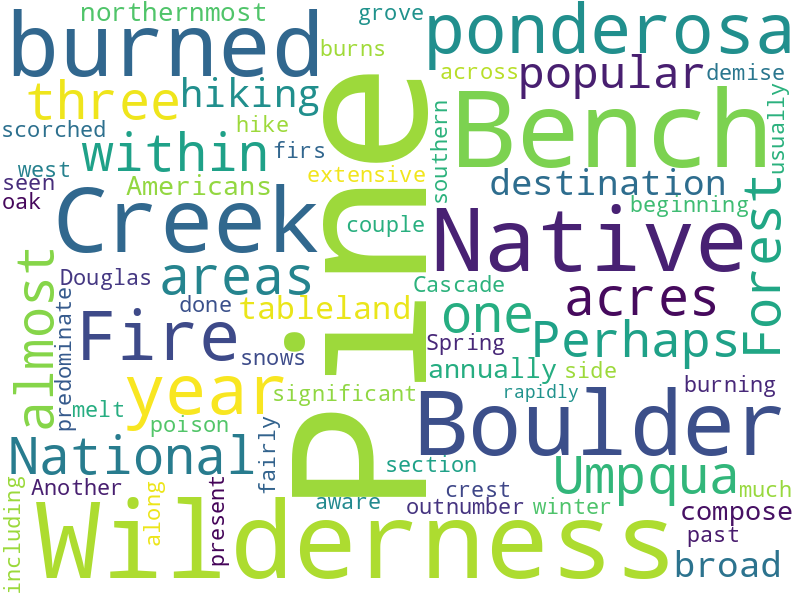 northernmost
grove
burned
burns
ponderosa
across
popular
demise
three
hiking
scorched
hike
within
firs
west
seen
Americans
extensive
oak
Creek
couple
Pine
southern
Bench
usually
destination
beginning
Native
almost
Douglas
areas
Cascade
acres
Forest
predominate
done
tableland
one
Fire
snows
Spring
Perhaps
year
significant
annually
side
rapidly
burning
melt
poison
Boulder
National
fairly
section
Umpqua
including
Another
along
present
aware
crest
outnumber
winter
much
compose
past
Wilderness
broad